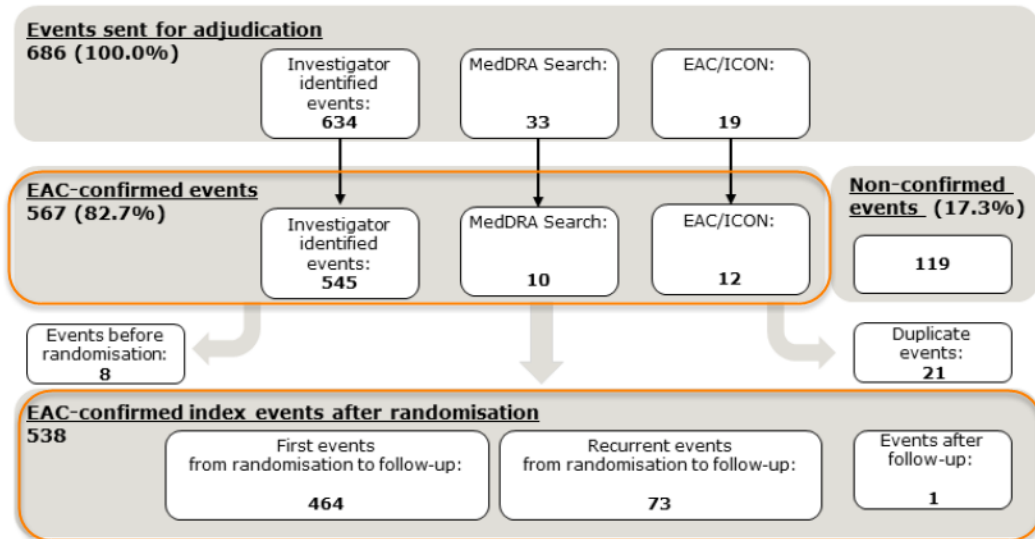 Events sent for adjudication
686 (100.0%)
Investigator
identified
events:
634
MedDRA Search:
33
EAC/ICON:
19
EAC-confirmed events
567 (82.7%)
Investigator
identified
events:
545
MedDRA Search:
10
EAC/ICON:
12
Non-confirmed
events (17.3%)
119
Events before
randomisation:
8
Duplicate
events:
21
EAC-confirmed index events after randomisation
538
First events
from randomisation to follow-up:
464
Recurrent events
from randomisation to follow-up:
73
Events after
follow-up:
1